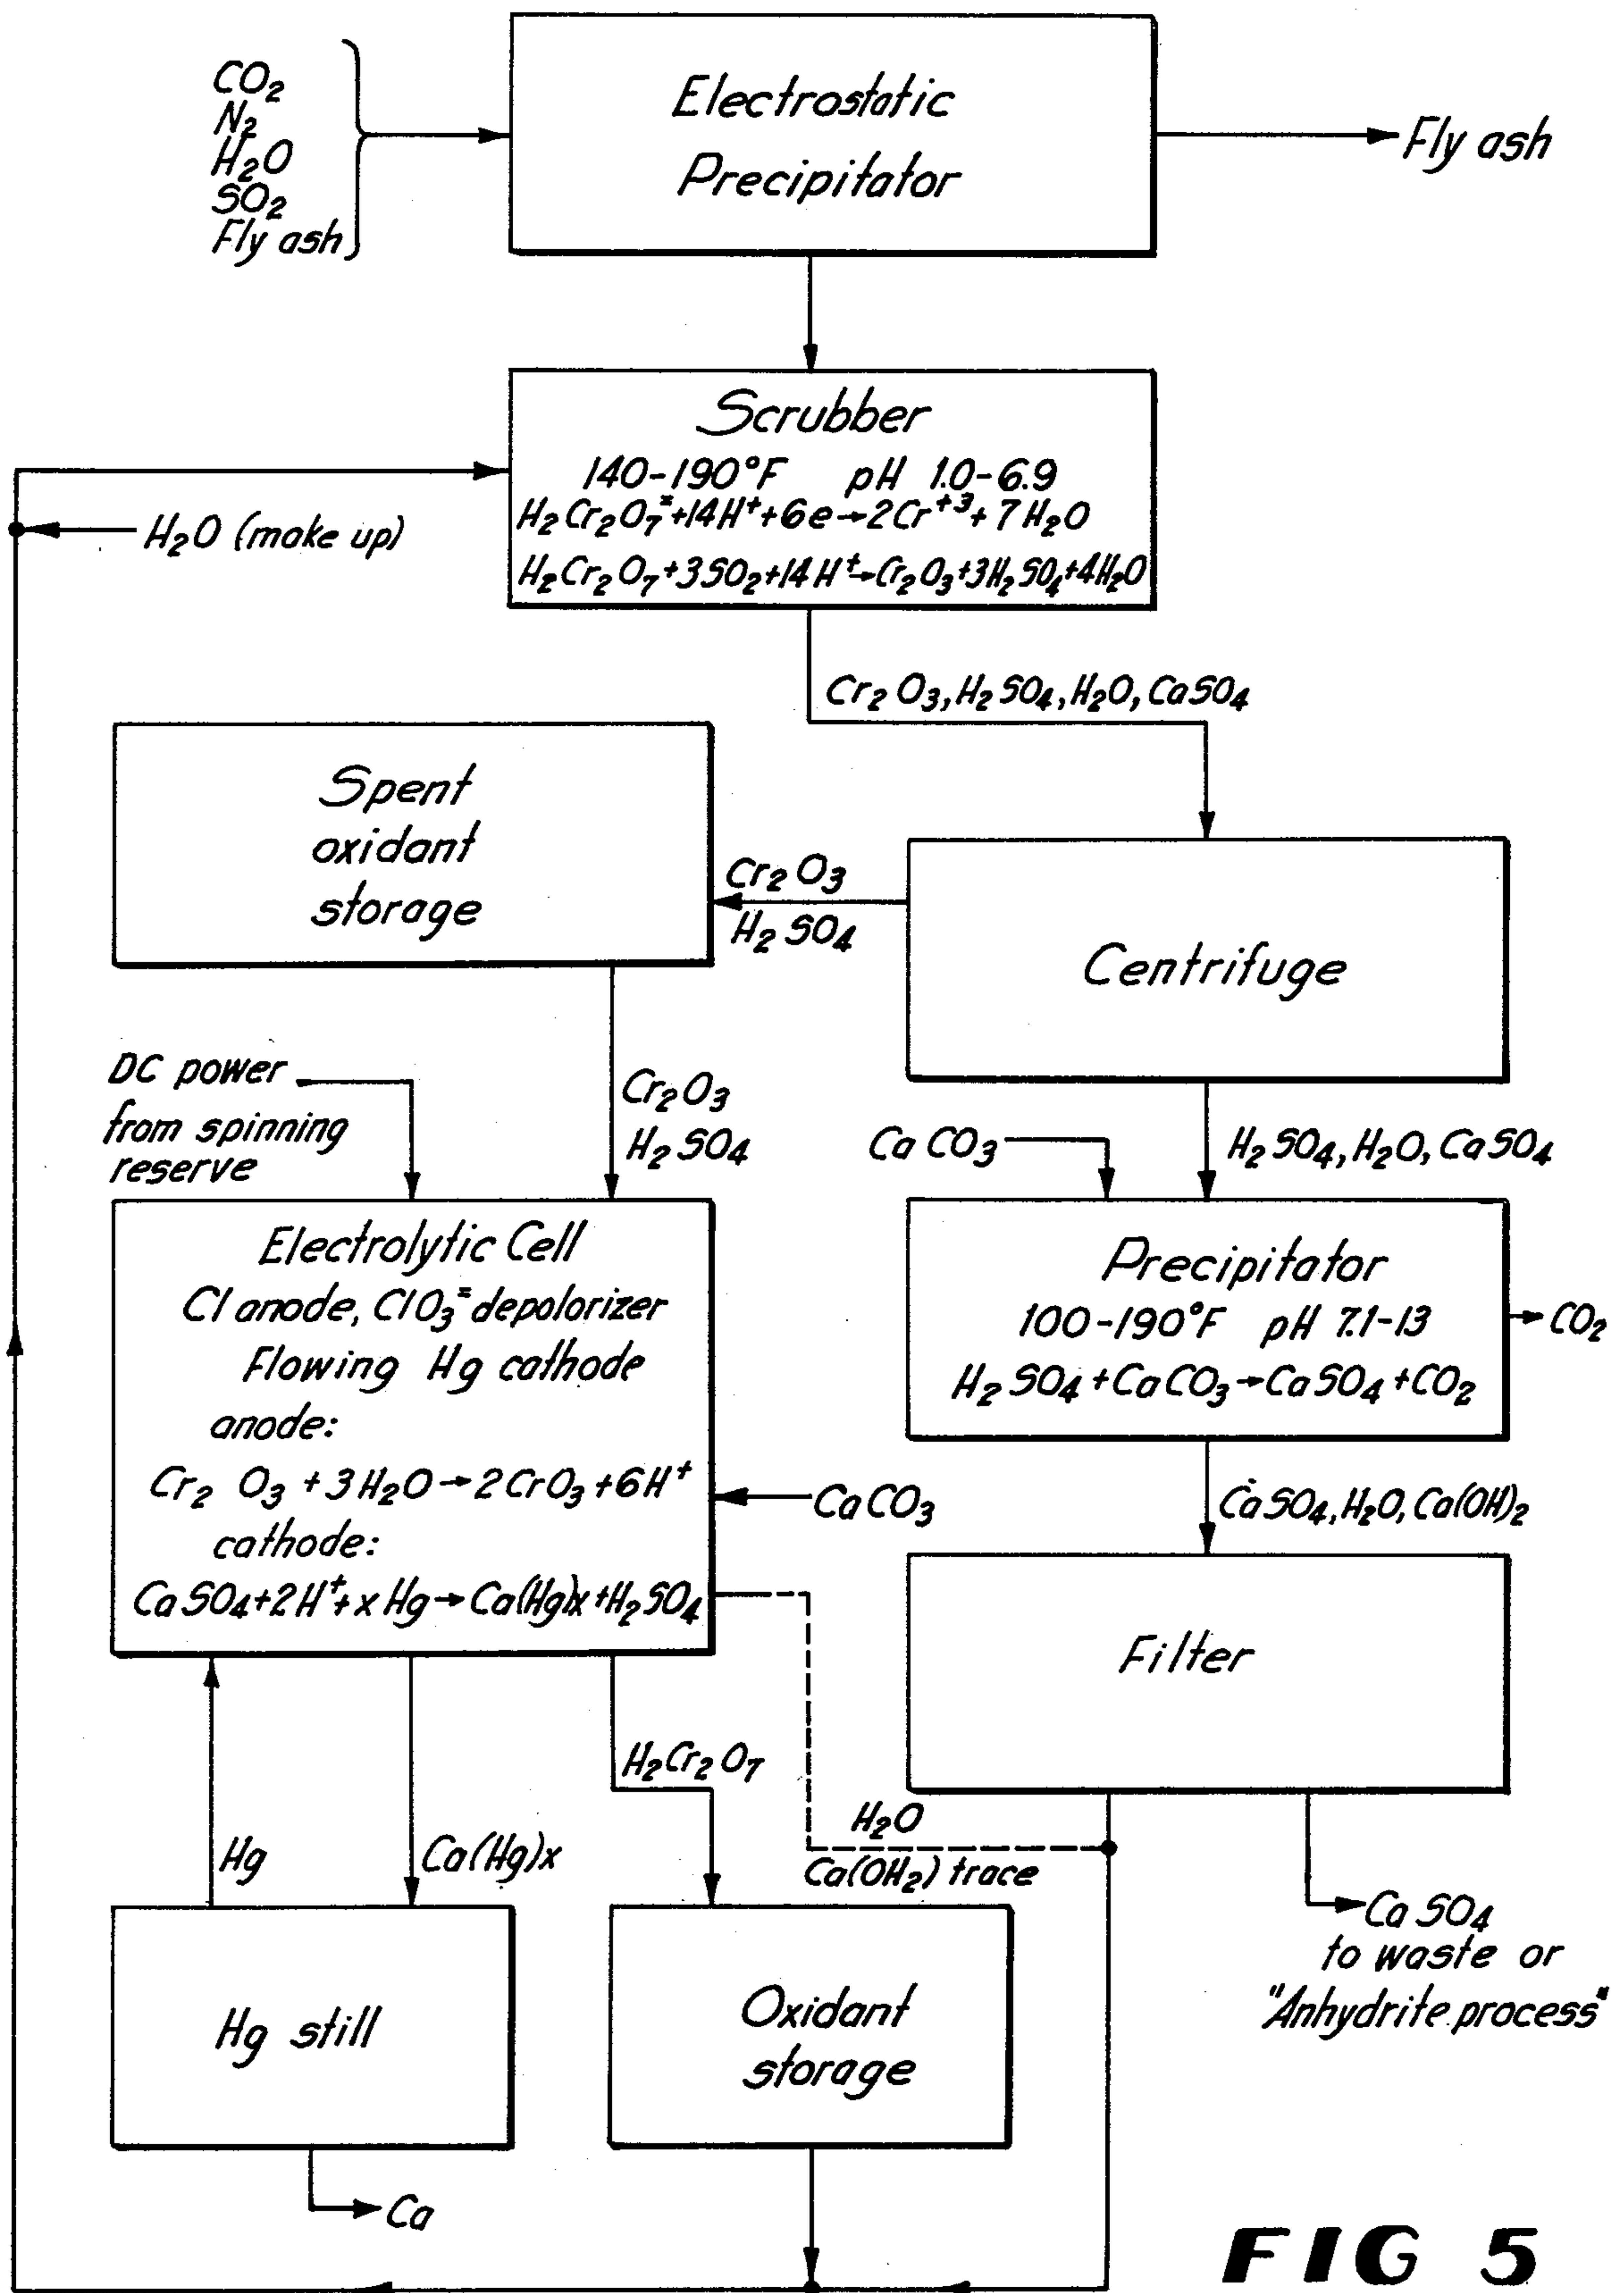 CO₂
N₂
H₂O
SO₂
Fly ash
Electrostatic
Precipitator
Fly ash
Scrubber
140-190°F pH 1.0-6.9
H₂Cr₂O₇⁼+14H⁺+6e→2Cr⁺³+7H₂O
H₂Cr₂O₇+3SO₂+14H⁺→Cr₂O₃+3H₂SO₄+4H₂O
H₂O (make up)
Cr₂O₃,H₂SO₄,H₂O,CaSO₄
Spent
oxidant
storage
Cr₂O₃
H₂SO₄
Centrifuge
DC power
from spinning
reserve
Cr₂O₃
H₂SO₄
CaCO₃
H₂SO₄,H₂O,CaSO₄
Electrolytic Cell
Cl anode, ClO₃⁼ depolorizer
Flowing Hg cathode
anode:
Cr₂ O₃ +3H₂O→2CrO₃+6H⁺
cathode:
CaSO₄+2H⁺+xHg→Ca(Hg)x+H₂SO₄
CaCO₃
Precipitator
100-190°F pH 7.1-13
H₂SO₄+CaCO₃→CaSO₄+CO₂
CO₂
CaSO₄,H₂O,Ca(OH)₂
Filter
H₂Cr₂O₇
Hg
Ca(Hg)x
H₂O
Ca(OH₂) trace
CaSO₄
to waste or
"Anhydrite process"
Hg still
Oxidant
storage
Ca
FIG 5